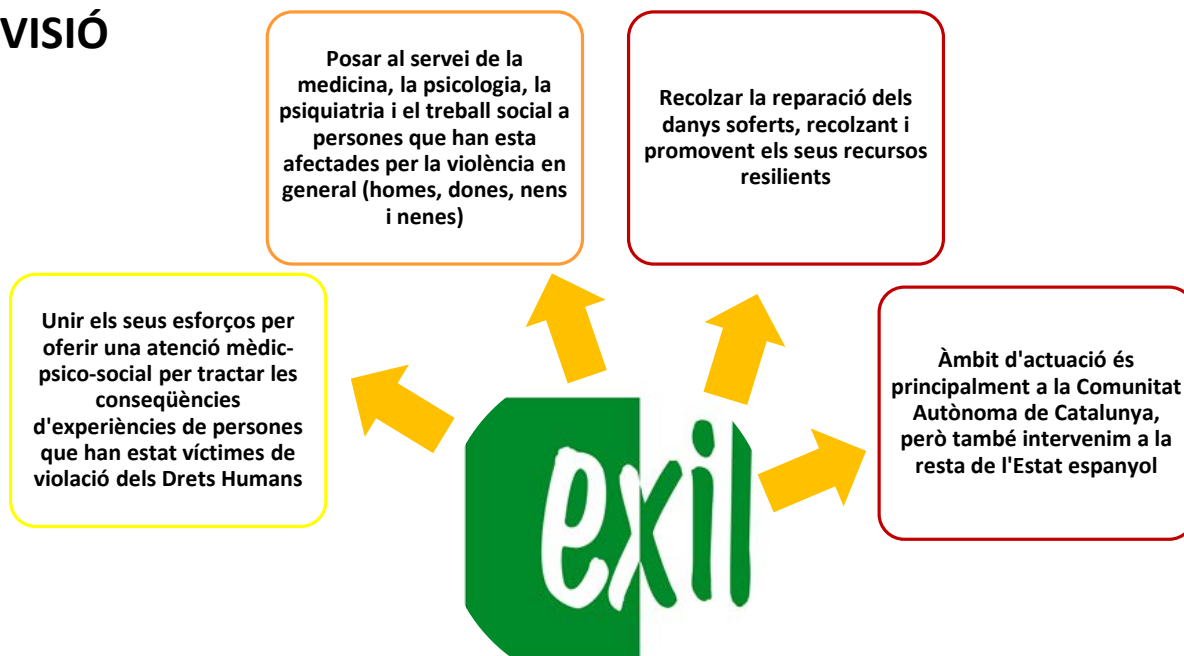 VISIÓ
Posar al servei de la
medicina, la psicologia, la
psiquiatria i el treball social a
persones que han esta
afectades per la violència en
general (homes, dones, nens
i nenes)
Recolzar la reparació dels
danys soferts, recolzant i
promovent els seus recursos
resilients
Unir els seus esforços per
oferir una atenció mèdic-
psico-social per tractar les
conseqüències
d'experiències de persones
que han estat víctimes de
violació dels Drets Humans
Àmbit d'actuació és
principalment a la Comunitat
Autònoma de Catalunya,
però també intervenim a la
resta de l'Estat espanyol
exil